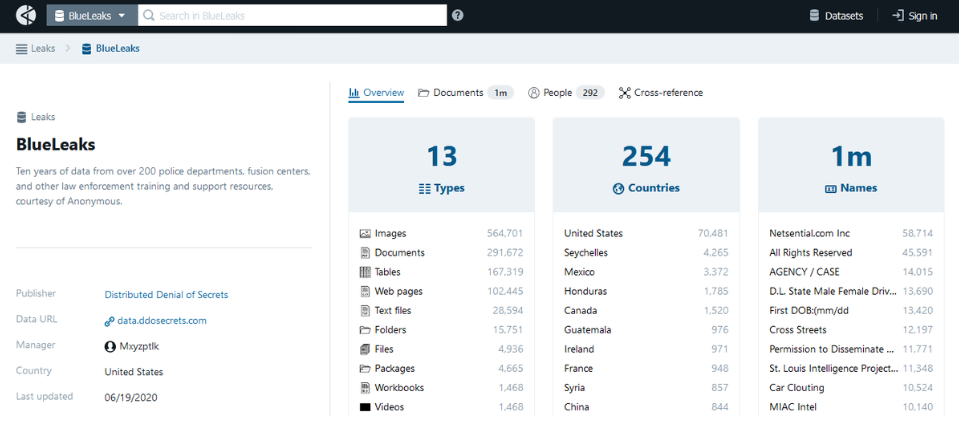 BlueLeaks
Search in BlueLeaks
?
Datasets
Sign in
Leaks
BlueLeaks
Leaks
BlueLeaks
Ten years of data from over 200 police departments, fusion centers,
and other law enforcement training and support resources,
courtesy of Anonymous.
Publisher Distributed Denial of Secrets
Data URL data.ddosecrets.com
Manager Mxyzptlk
Country United States
Last updated 06/19/2020
Overview Documents 1m People 292 Cross-reference
13
Types
Images 564,701
Documents 291,672
Tables 167,319
Web pages 102,445
Text files 28,594
Folders 15,751
Files 4,936
Packages 4,665
Workbooks 1,468
Videos 1,468
254
Countries
United States 70,481
Seychelles 4,265
Mexico 3,372
Honduras 1,785
Canada 1,520
Guatemala 976
Ireland 971
France 948
Syria 857
China 844
1m
Names
Netsential.com Inc 58,714
All Rights Reserved 45,591
AGENCY / CASE 14,015
D.L. State Male Female Driv... 13,690
First DOB:(mm/dd 13,420
Cross Streets 12,197
Permission to Disseminate ... 11,771
St. Louis Intelligence Project... 11,348
Car Clouting 10,524
MIAC Intel 10,140